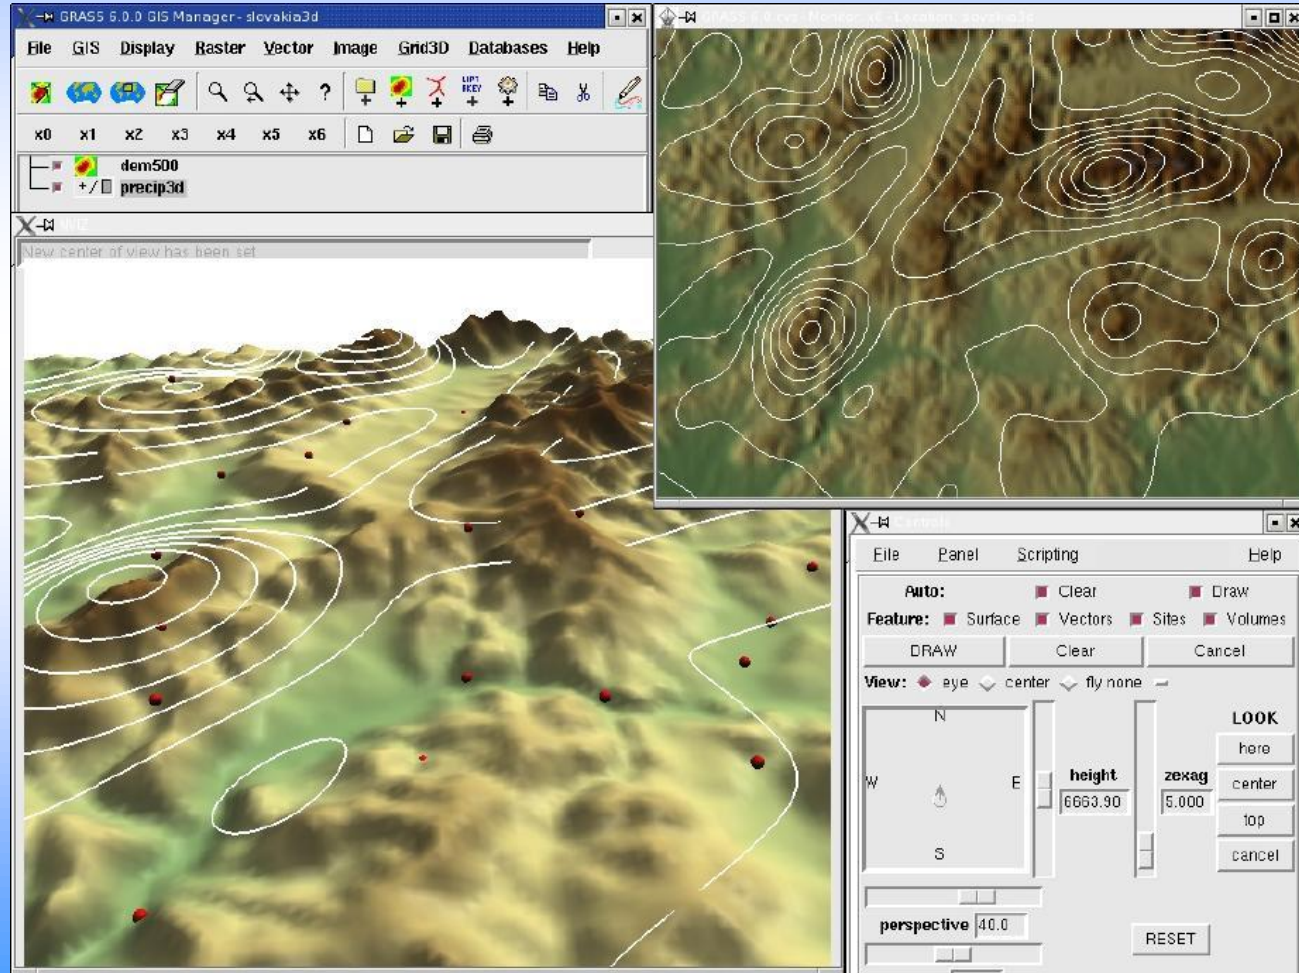 GRASS 6.0.0 GIS Manager - slovakia3d
File GIS Display Raster Vector Image Grid3D Databases Help
x0 x1 x2 x3 x4 x5 x6
dem500
precip3d
New center of view has been set
Controls
File Panel Scripting Help
Auto: Clear Draw
Feature: Surface Vectors Sites Volumes
DRAW Clear Cancel
View: eye center fly none
N
W E
S
height
6663.90
zexag
5.000
LOOK
here
center
top
cancel
perspective 40.0
RESET